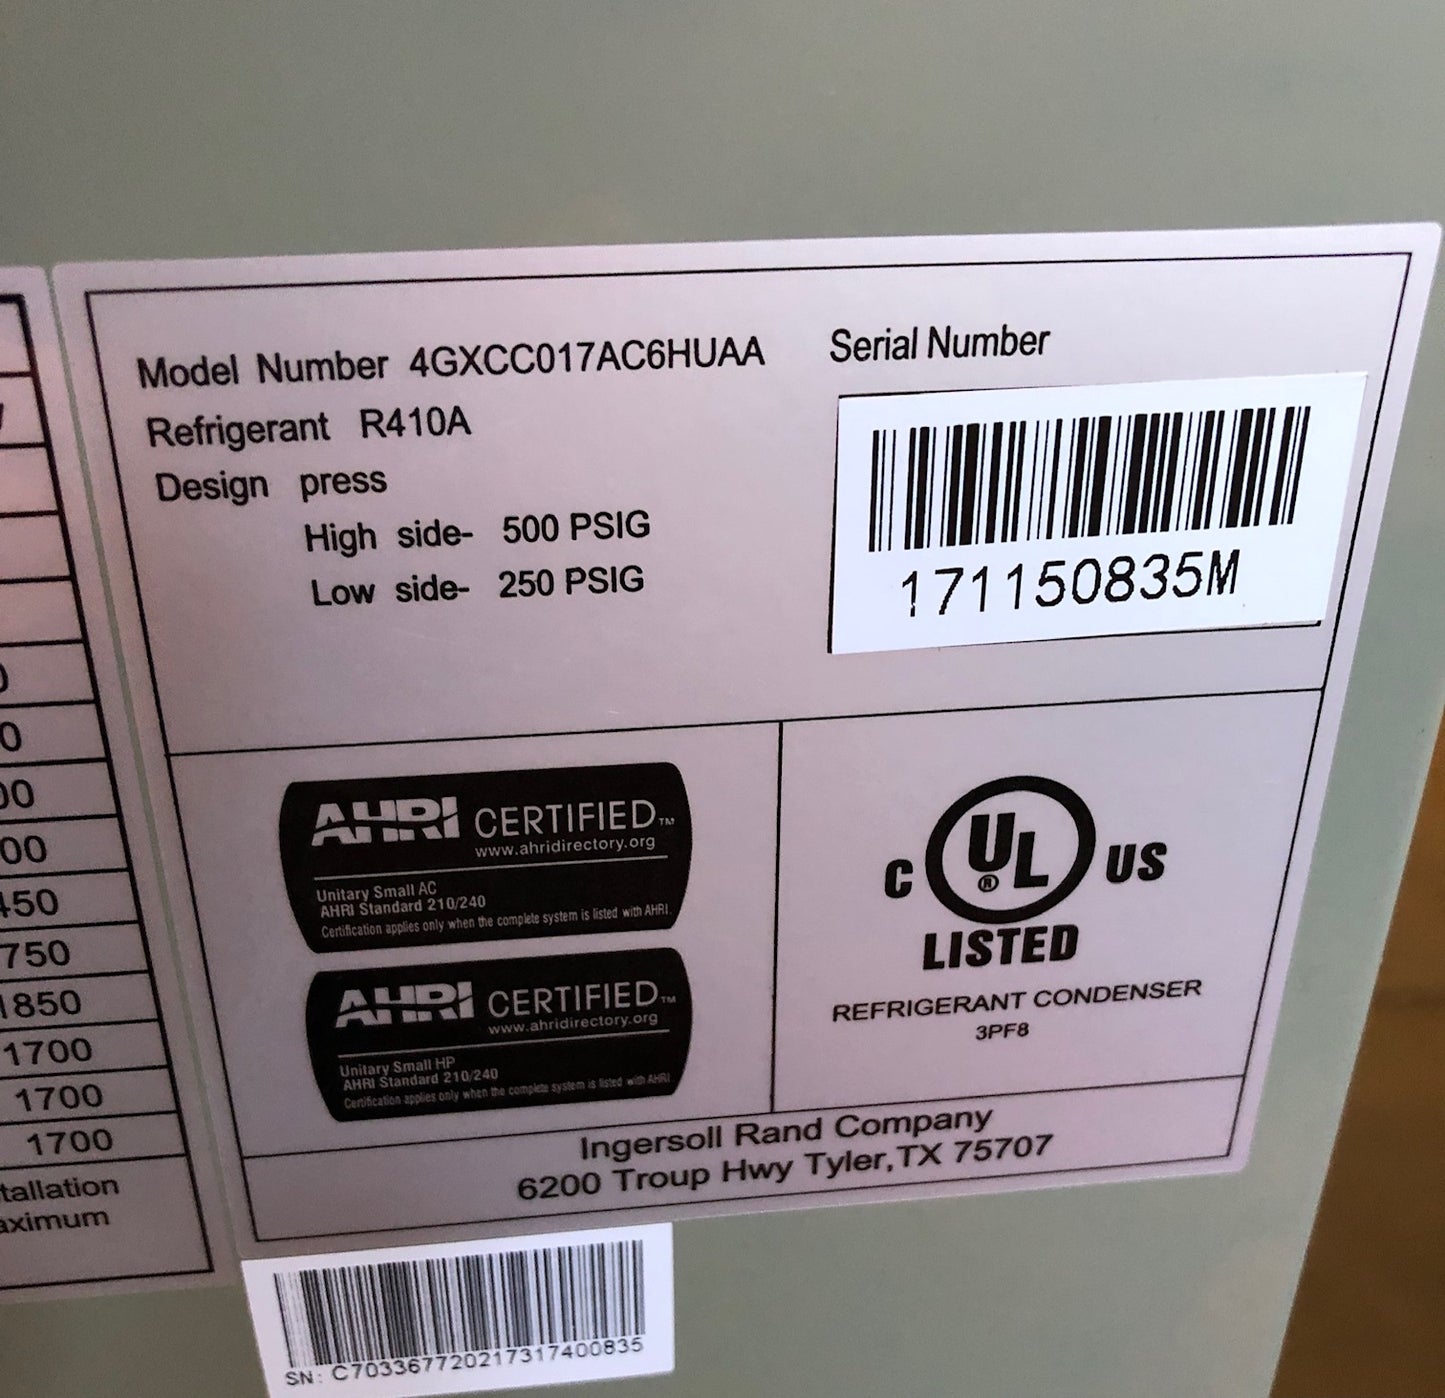 Model Number 4GXCC017AC6HUAA
Refrigerant R410A
Design press
High side- 500 PSIG
Low side- 250 PSIG
Serial Number
171150835M
AHRI CERTIFIED™
www.ahridirectory.org
Unitary Small AC
AHRI Standard 210/240
Certification applies only when the complete system is listed with AHRI.
AHRI CERTIFIED™
www.ahridirectory.org
Unitary Small HP
AHRI Standard 210/240
Certification applies only when the complete system is listed with AHRI
C UL® US
LISTED
REFRIGERANT CONDENSER
3PF8
Ingersoll Rand Company
6200 Troup Hwy Tyler,TX 75707
SN: C703367720217317400835
0
0
00
00
450
750
1850
1700
1700
1700
tallation
aximum